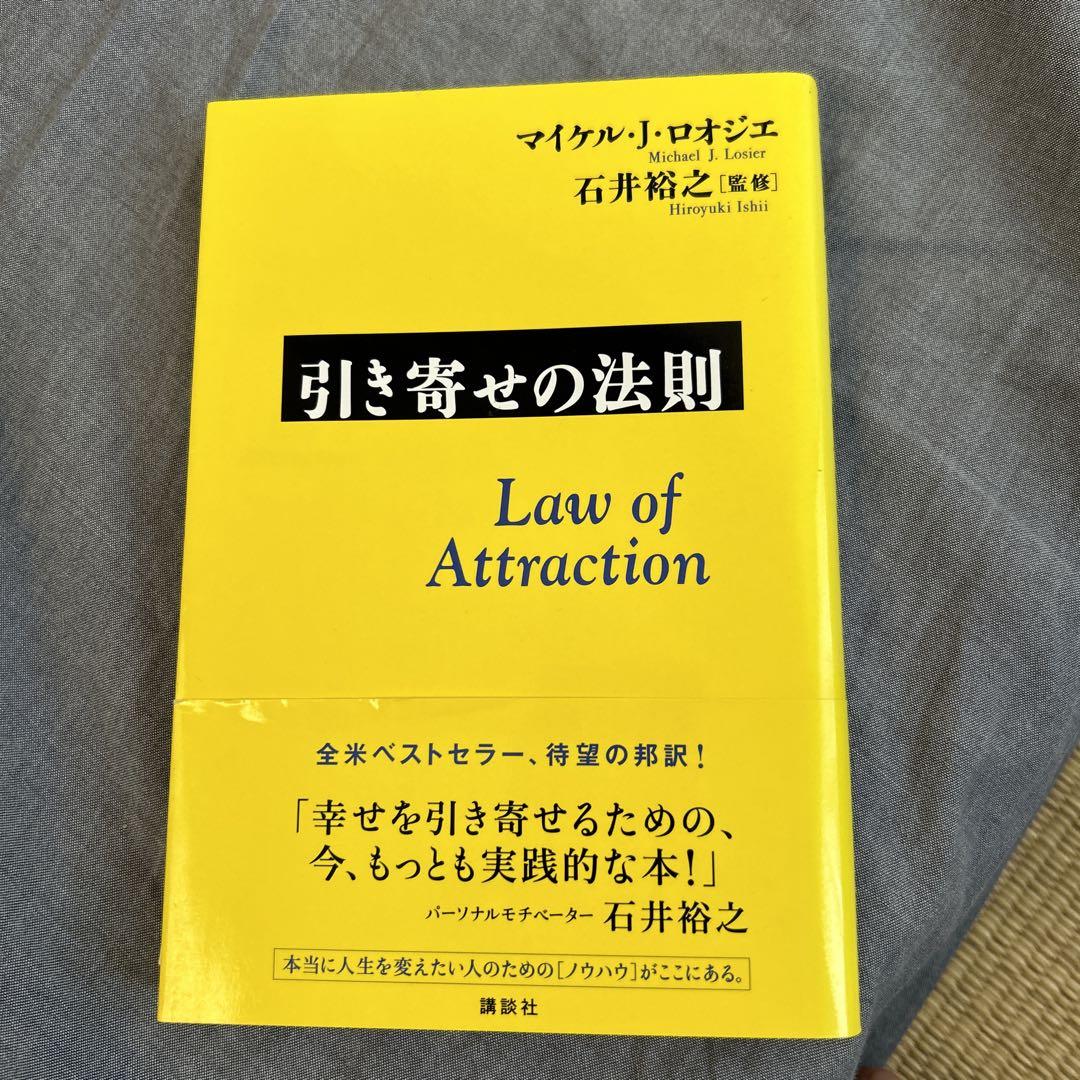 マイケル・J・ロオジエ
Michael J. Losier
石井裕之[監修]
Hiroyuki Ishii
引き寄せの法則
Law of
Attraction
全米ベストセラー、待望の邦訳!
「幸せを引き寄せるための、
今、もっとも実践的な本!」
パーソナルモチベーター 石井裕之
本当に人生を変えたい人のための[ノウハウ]がここにある。
講談社